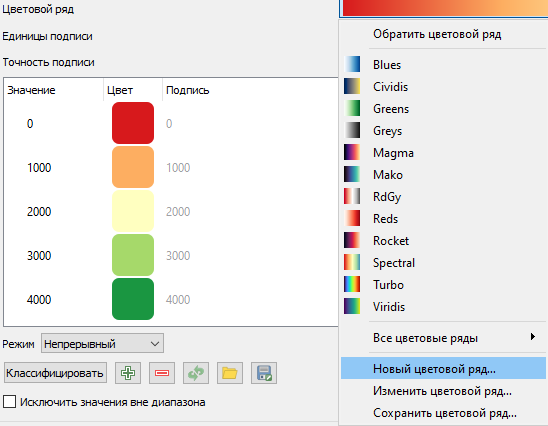 Цветовой ряд
Единицы подписи
Точность подписи
Значение Цвет Подпись
0 0
1000 1000
2000 2000
3000 3000
4000 4000
Режим Непрерывный
Классифицировать
Исключить значения вне диапазона
Обратить цветовой ряд
Blues
Cividis
Greens
Greys
Magma
Mako
RdGy
Reds
Rocket
Spectral
Turbo
Viridis
Все цветовые ряды
Новый цветовой ряд...
Изменить цветовой ряд...
Сохранить цветовой ряд...